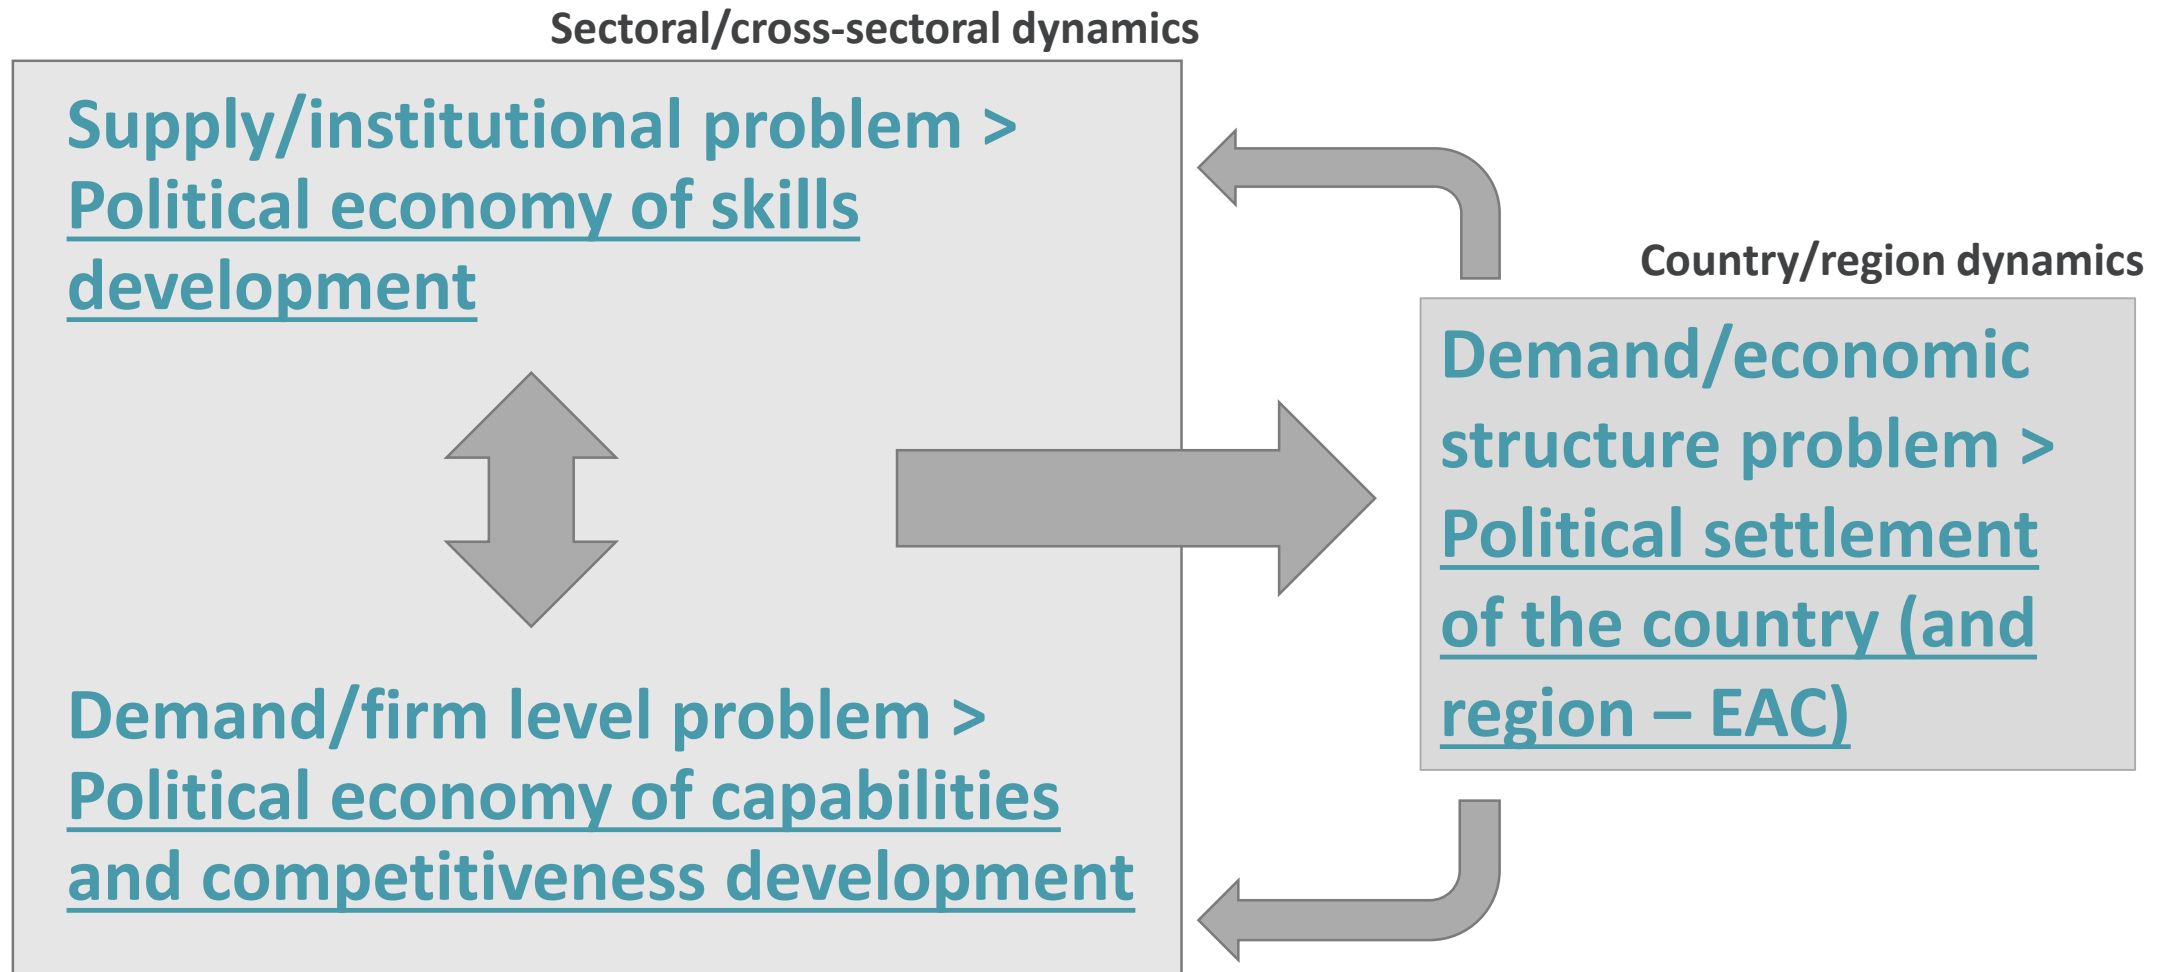 Sectoral/cross-sectoral dynamics
Supply/institutional problem >
Political economy of skills
development
Demand/firm level problem >
Political economy of capabilities
and competitiveness development
Country/region dynamics
Demand/economic
structure problem >
Political settlement
of the country (and
region – EAC)